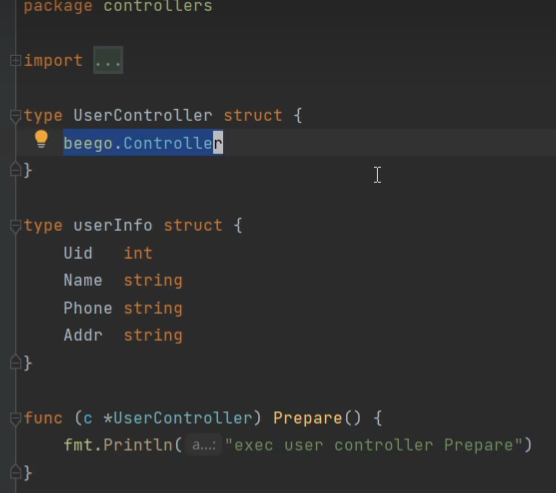 package controllers
import ...
type UserController struct {
beego.Controller
}
type userInfo struct {
Uid int
Name string
Phone string
Addr string
}
func (c *UserController) Prepare() {
fmt.Println( a...: "exec user controller Prepare")
}